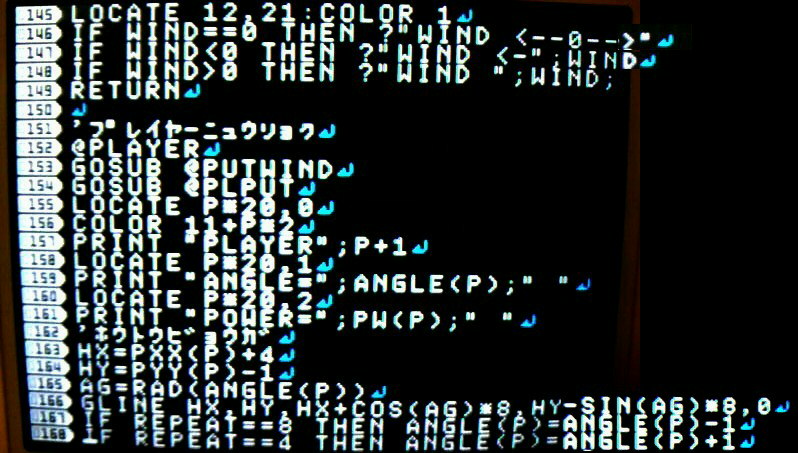 145 LOCATE 12,21:COLOR 1
146 IF WIND==0 THEN ?"WIND <--0-->"
147 IF WIND<0 THEN ?"WIND <-";WIND
148 IF WIND>0 THEN ?"WIND ";WIND;
149 RETURN
150
151 'プレイヤーニュウリョク
152 @PLAYER
153 GOSUB @PUTWIND
154 GOSUB @PLPUT
155 LOCATE P*20,0
156 COLOR 11+P*2
157 PRINT "PLAYER";P+1
158 LOCATE P*20,1
159 PRINT "ANGLE=";ANGLE(P);" "
160 LOCATE P*20,2
161 PRINT "POWER=";PW(P);" "
162 'ホウトウビョウガ
163 HX=PXX(P)+4
164 HY=PYY(P)-1
165 AG=RAD(ANGLE(P))
166 GLINE HX,HY,HX+COS(AG)*8,HY-SIN(AG)*8,0
167 IF REPEAT==8 THEN ANGLE(P)=ANGLE(P)-1
168 IF REPEAT==4 THEN ANGLE(P)=ANGLE(P)+1